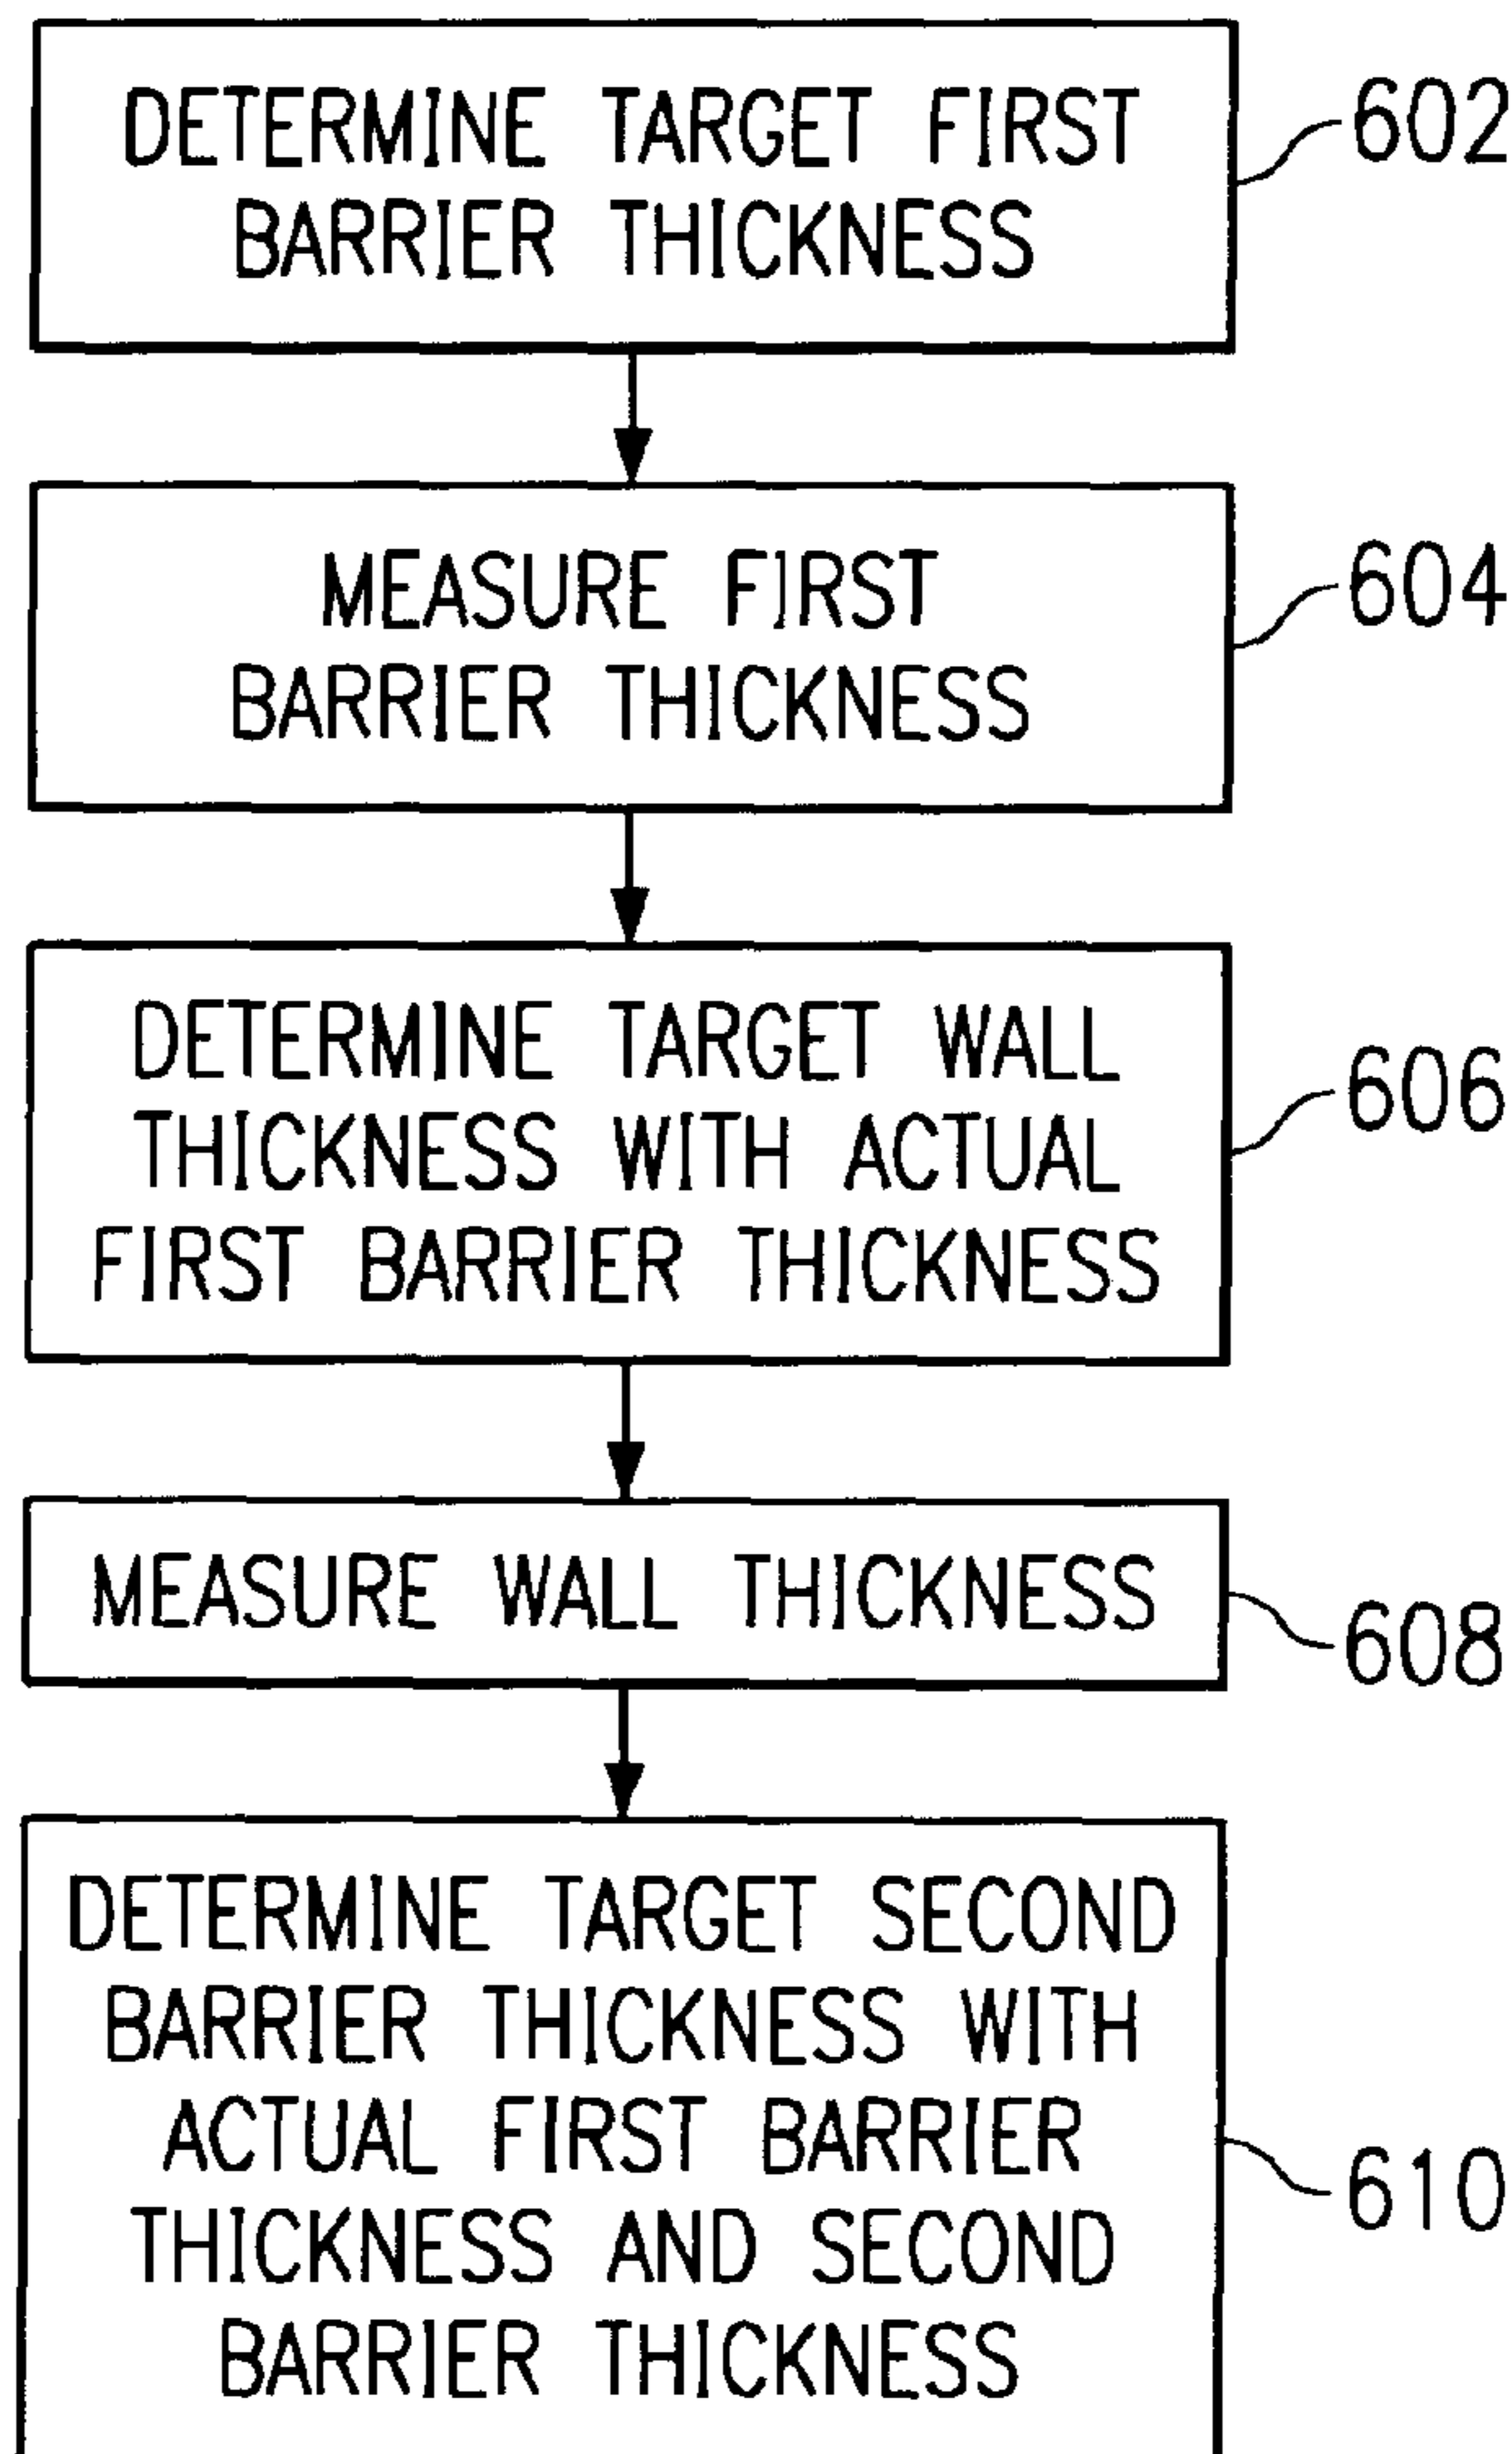 DETERMINE TARGET FIRST
BARRIER THICKNESS
602
MEASURE FIRST
BARRIER THICKNESS
604
DETERMINE TARGET WALL
THICKNESS WITH ACTUAL
FIRST BARRIER THICKNESS
606
MEASURE WALL THICKNESS
608
DETERMINE TARGET SECOND
BARRIER THICKNESS WITH
ACTUAL FIRST BARRIER
THICKNESS AND SECOND
BARRIER THICKNESS
610